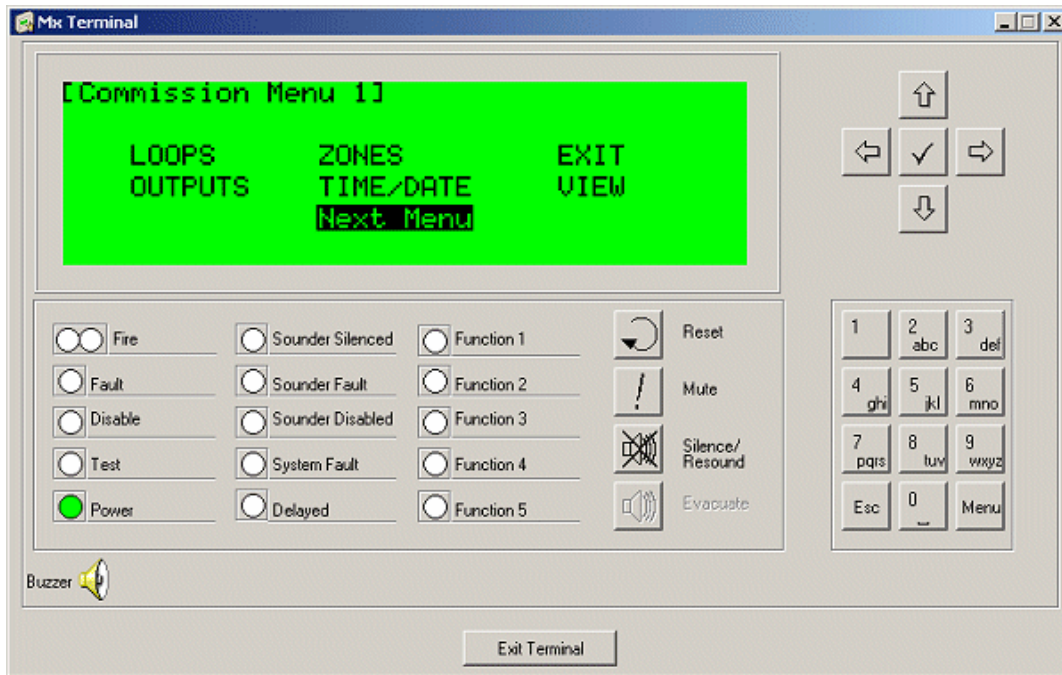 Mx Terminal
[Commission Menu 1]
LOOPS ZONES EXIT
OUTPUTS TIME/DATE VIEW
Next Menu
Fire Sounder Silenced Function 1 Reset
Fault Sounder Fault Function 2 Mute
Disable Sounder Disabled Function 3 Silence/
Resound
Test System Fault Function 4
Power Delayed Function 5 Evacuate
1 2 abc 3 def
4 ghi 5 jkl 6 mno
7 pqrs 8 tuv 9 wxyz
Esc 0 Menu
Buzzer
Exit Terminal